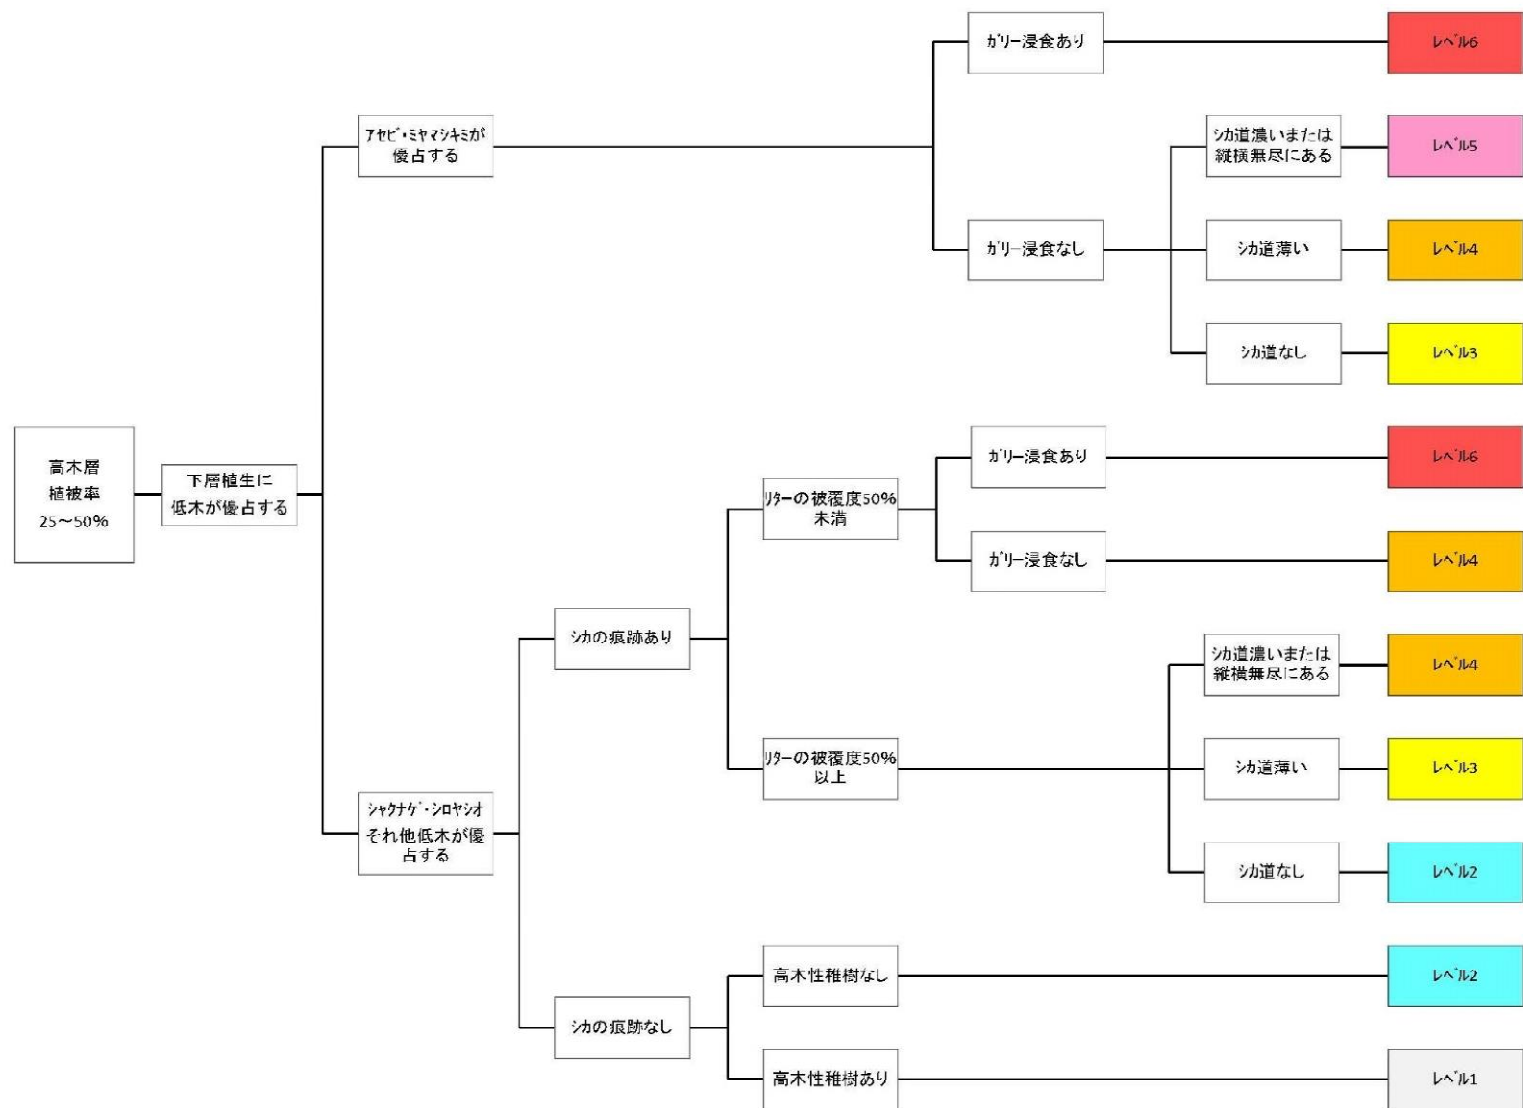 高木層
植被率
25～50%
下層植生に
低木が優占する
ｱｾﾋﾞ・ﾐﾔﾏｼｷﾐが
優占する
ｶﾞﾘｰ浸食あり
ﾚﾍﾞﾙ6
ｶﾞﾘｰ浸食なし
ｼｶ道濃いまたは
縦横無尽にある
ﾚﾍﾞﾙ5
ｼｶ道薄い
ﾚﾍﾞﾙ4
ｼｶ道なし
ﾚﾍﾞﾙ3
ｼｬｸﾅｹﾞ・ｼﾛﾔｼｵ
それ他低木が優
占する
ｼｶの痕跡あり
ﾘﾀｰの被覆度50%
未満
ｶﾞﾘｰ浸食あり
ﾚﾍﾞﾙ6
ｶﾞﾘｰ浸食なし
ﾚﾍﾞﾙ4
ﾘﾀｰの被覆度50%
以上
ｼｶ道濃いまたは
縦横無尽にある
ﾚﾍﾞﾙ4
ｼｶ道薄い
ﾚﾍﾞﾙ3
ｼｶ道なし
ﾚﾍﾞﾙ2
ｼｶの痕跡なし
高木性稚樹なし
ﾚﾍﾞﾙ2
高木性稚樹あり
ﾚﾍﾞﾙ1